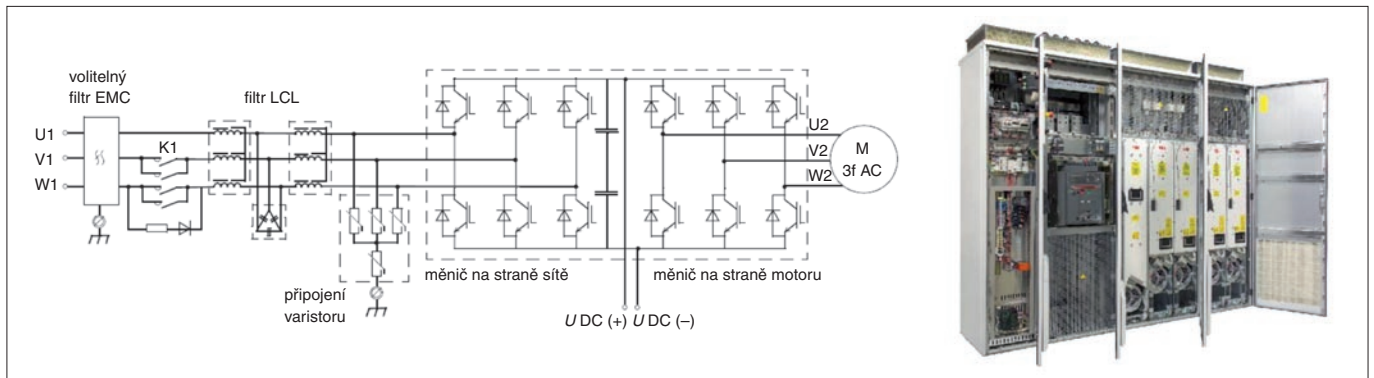 volitelný
filtr EMC
filtr LCL
U1
V1
W1
K1
připojení
varistoru
měnič na straně sítě
měnič na straně motoru
U DC (+) U DC (–)
U2
V2
W2
M
3f AC